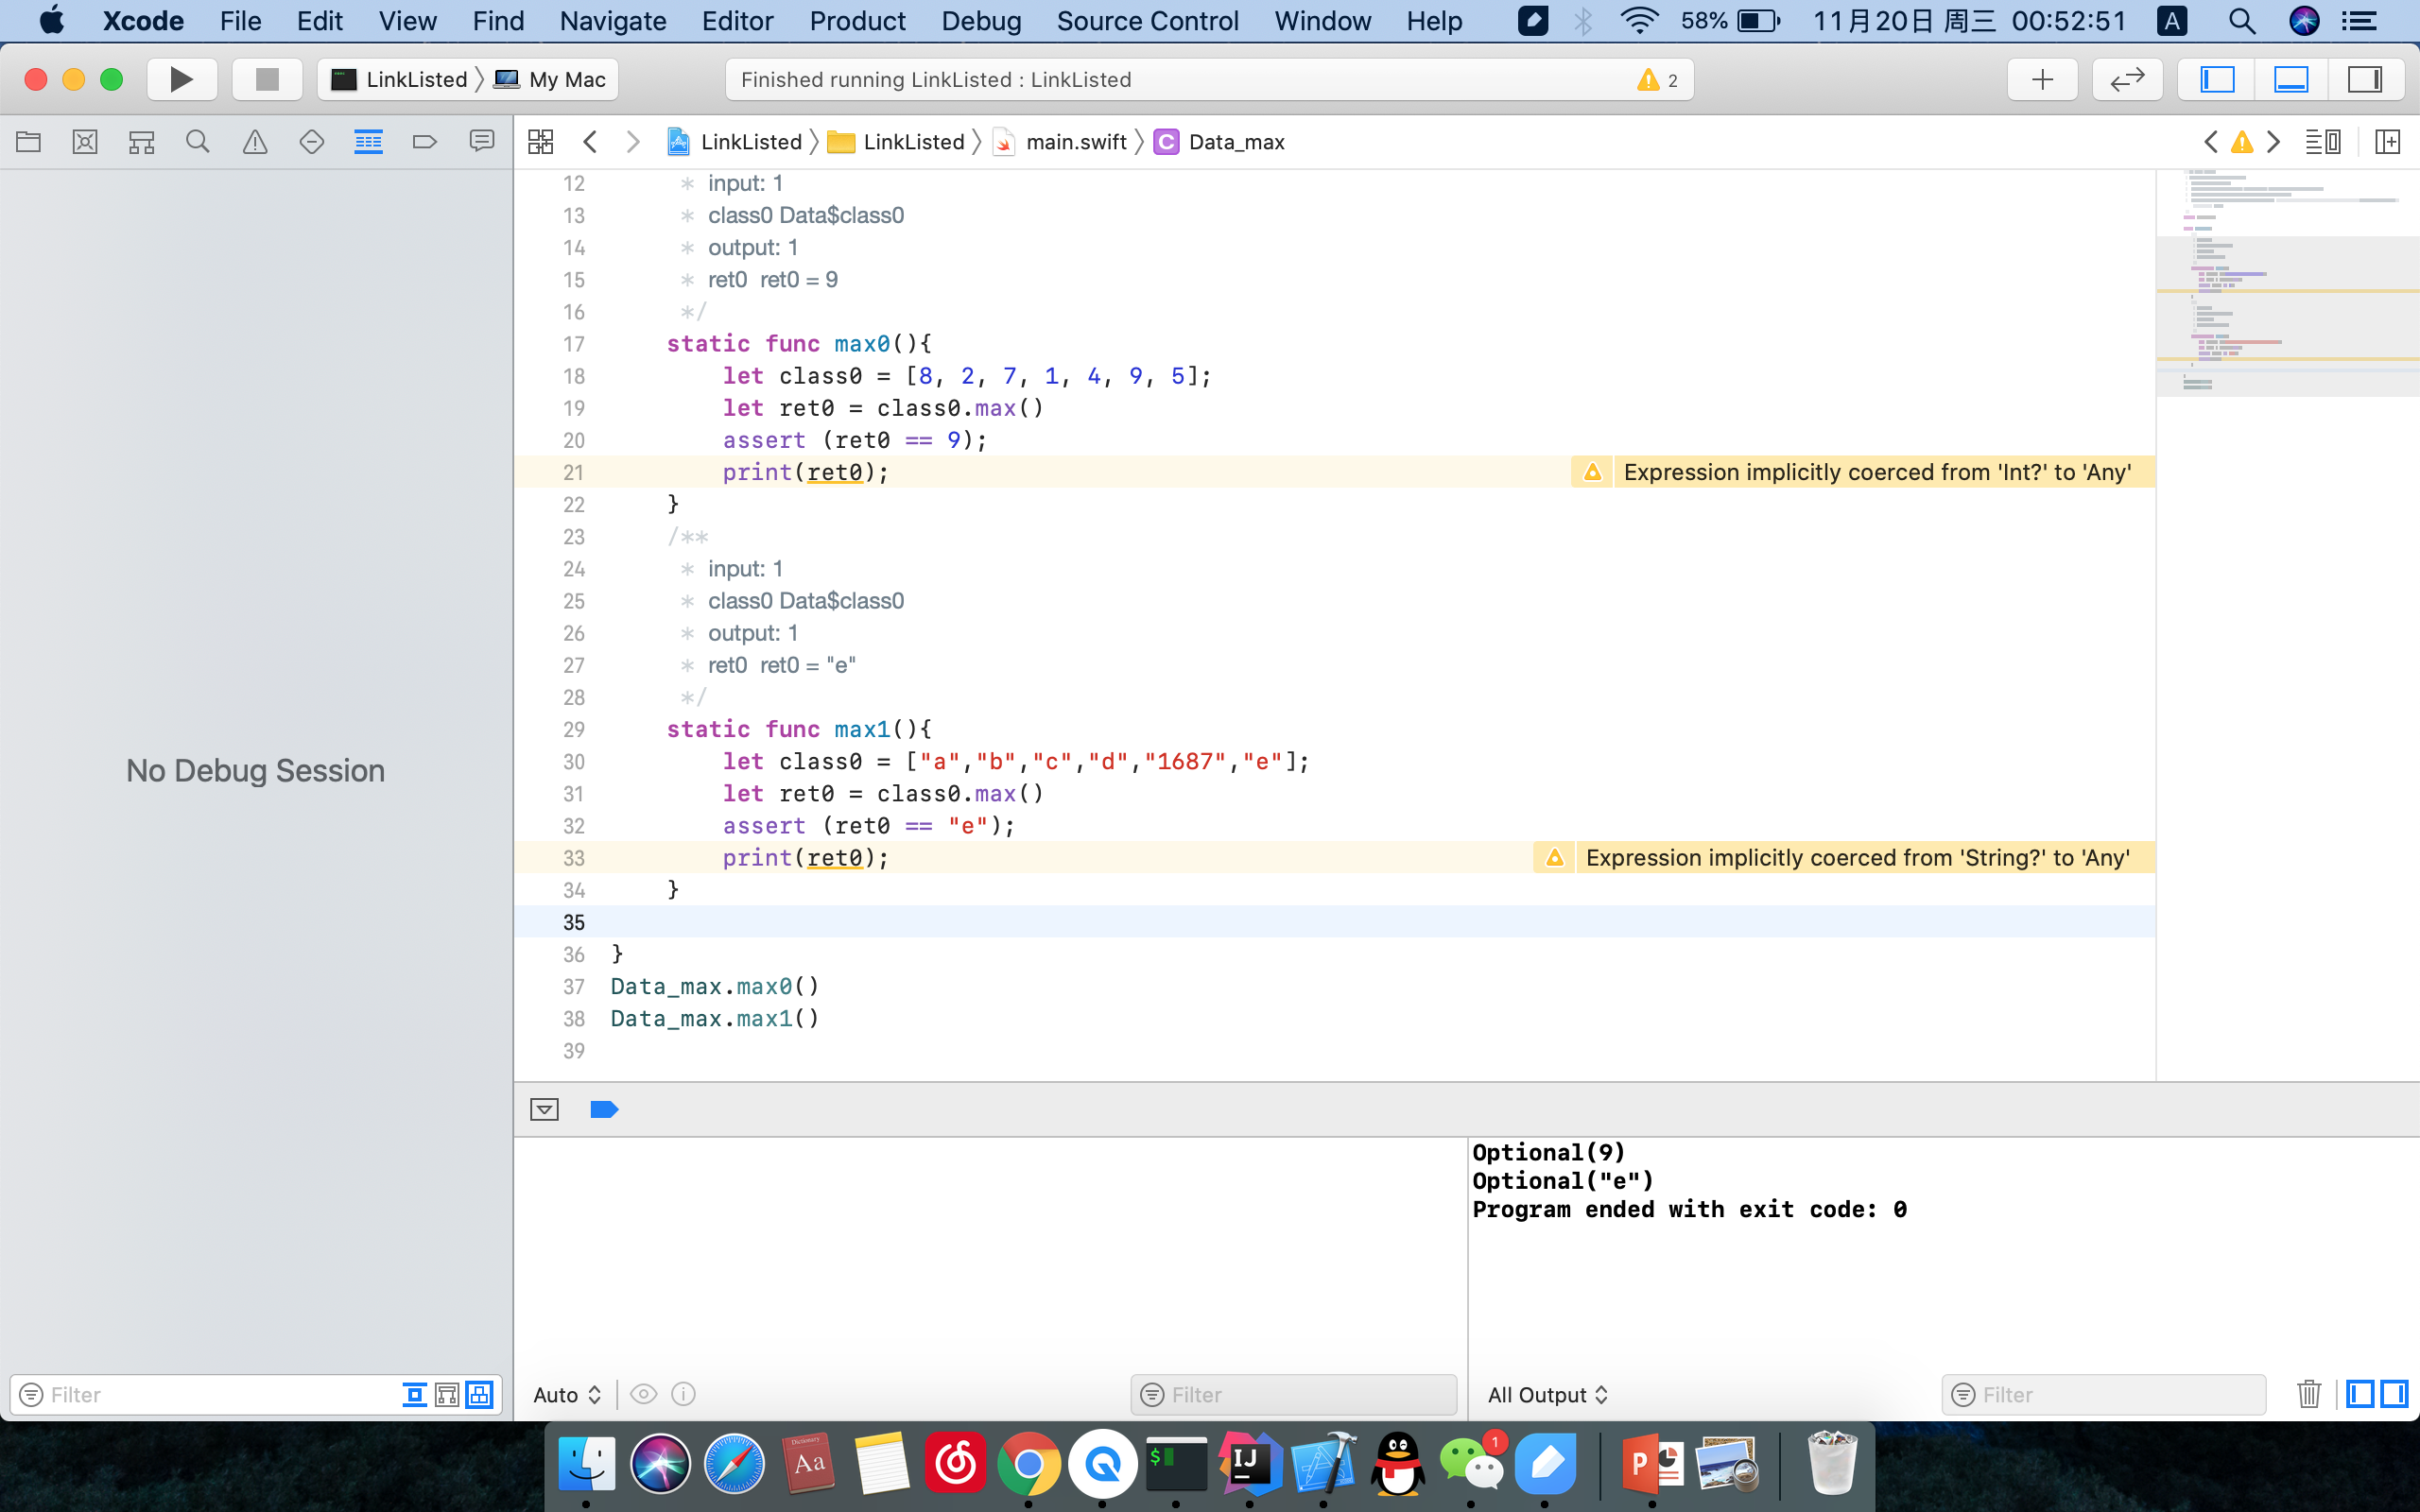 Xcode File Edit View Find Navigate Editor Product Debug Source Control Window Help 58% 11月20日 周三 00:52:51 A
LinkListed My Mac Finished running LinkListed : LinkListed 2
LinkListed LinkListed main.swift C Data_max
12 * input: 1
13 * class0 Data$class0
14 * output: 1
15 * ret0 ret0 = 9
16 */
17 static func max0(){
18 let class0 = [8, 2, 7, 1, 4, 9, 5];
19 let ret0 = class0.max()
20 assert (ret0 == 9);
21 print(ret0); Expression implicitly coerced from 'Int?' to 'Any'
22 }
23 /**
24 * input: 1
25 * class0 Data$class0
26 * output: 1
27 * ret0 ret0 = "e"
28 */
29 static func max1(){
30 let class0 = ["a","b","c","d","1687","e"];
31 let ret0 = class0.max()
32 assert (ret0 == "e");
33 print(ret0); Expression implicitly coerced from 'String?' to 'Any'
34 }
35
36 }
37 Data_max.max0()
38 Data_max.max1()
39
No Debug Session
Optional(9)
Optional("e")
Program ended with exit code: 0
Filter Auto Filter All Output Filter
Dictionary
Aa
$
IJ
1
P